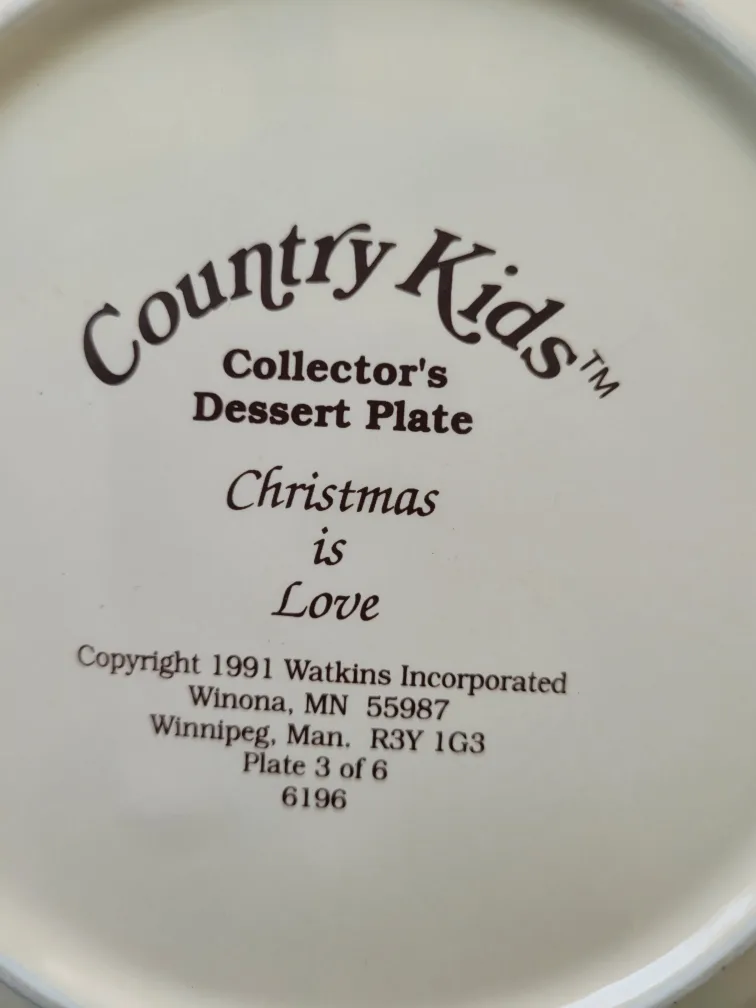 Country Kids™
Collector's
Dessert Plate
Christmas
is
Love
Copyright 1991 Watkins Incorporated
Winona, MN 55987
Winnipeg, Man. R3Y 1G3
Plate 3 of 6
6196